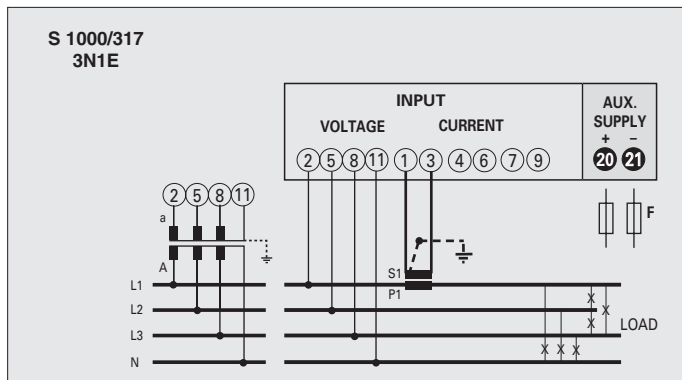 S 1000/317
3N1E
INPUT
VOLTAGE CURRENT
2 5 8 11 1 3 4 6 7 9
AUX.
SUPPLY
+ –
20 21
F
2 5 8 11
a
A
S1
P1
L1
L2
L3
N
LOAD
X X X X X X